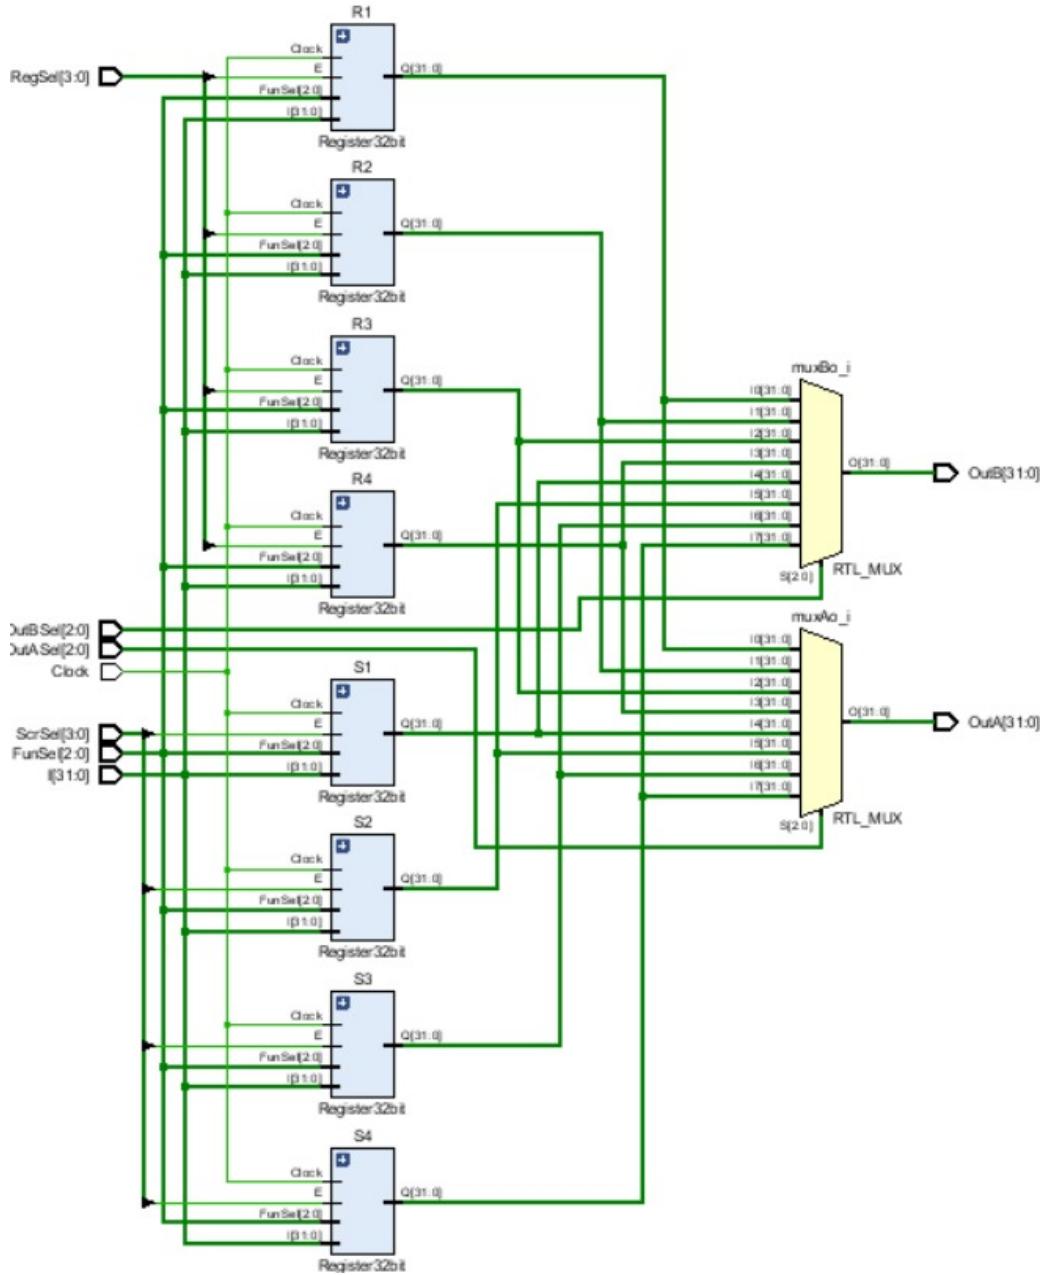 R1
Clock
E
FunSel[2:0]
I[31:0]
Q[31:0]
Register32bit
RegSel[3:0]
R2
Clock
E
FunSel[2:0]
I[31:0]
Q[31:0]
Register32bit
R3
Clock
E
FunSel[2:0]
I[31:0]
Q[31:0]
Register32bit
R4
Clock
E
FunSel[2:0]
I[31:0]
Q[31:0]
Register32bit
muxBo_i
I0[31:0]
I1[31:0]
I2[31:0]
I3[31:0]
I4[31:0]
I5[31:0]
I6[31:0]
I7[31:0]
S[2:0]
O[31:0]
RTL_MUX
OutB[31:0]
OutBSel[2:0]
OutASel[2:0]
Clock
ScrSel[3:0]
FunSel[2:0]
I[31:0]
muxAo_i
I0[31:0]
I1[31:0]
I2[31:0]
I3[31:0]
I4[31:0]
I5[31:0]
I6[31:0]
I7[31:0]
S[2:0]
O[31:0]
RTL_MUX
OutA[31:0]
S1
Clock
E
FunSel[2:0]
I[31:0]
Q[31:0]
Register32bit
S2
Clock
E
FunSel[2:0]
I[31:0]
Q[31:0]
Register32bit
S3
Clock
E
FunSel[2:0]
I[31:0]
Q[31:0]
Register32bit
S4
Clock
E
FunSel[2:0]
I[31:0]
Q[31:0]
Register32bit